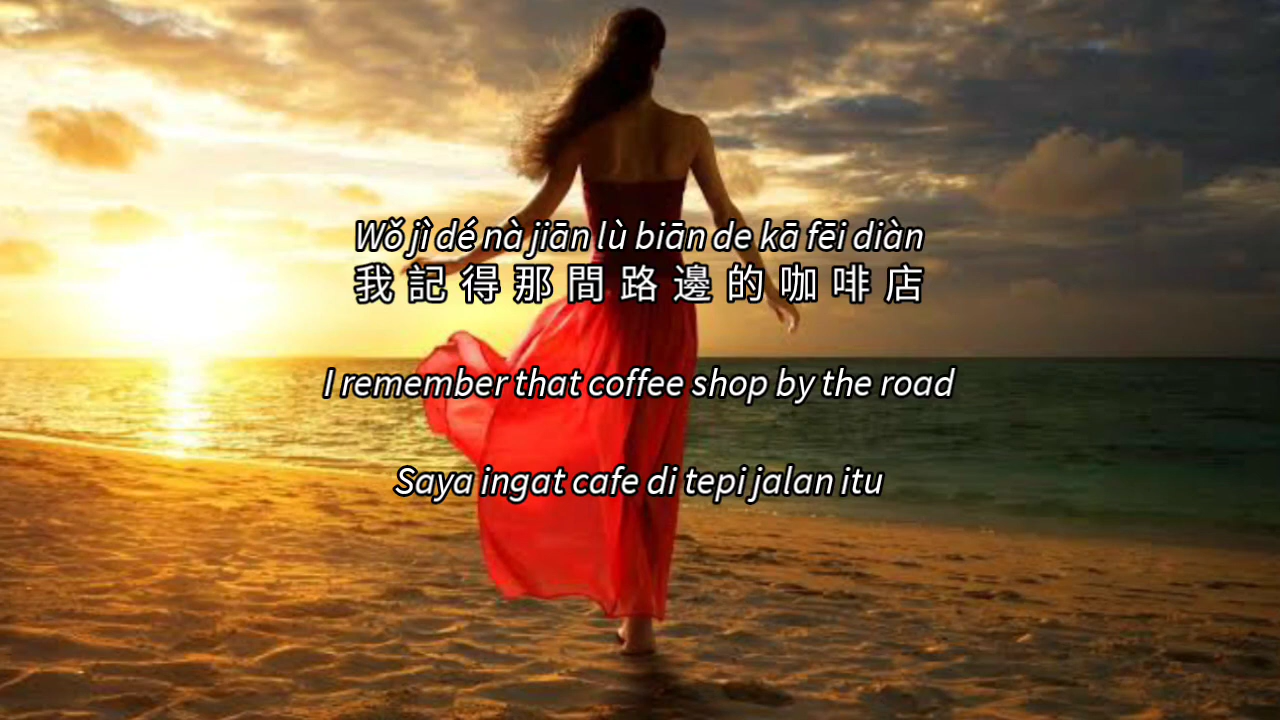 Wǒ jì dé nà jiān lù biān de kā fēi diàn
我記得那間路邊的咖啡店
I remember that coffee shop by the road
Saya ingat cafe di tepi jalan itu